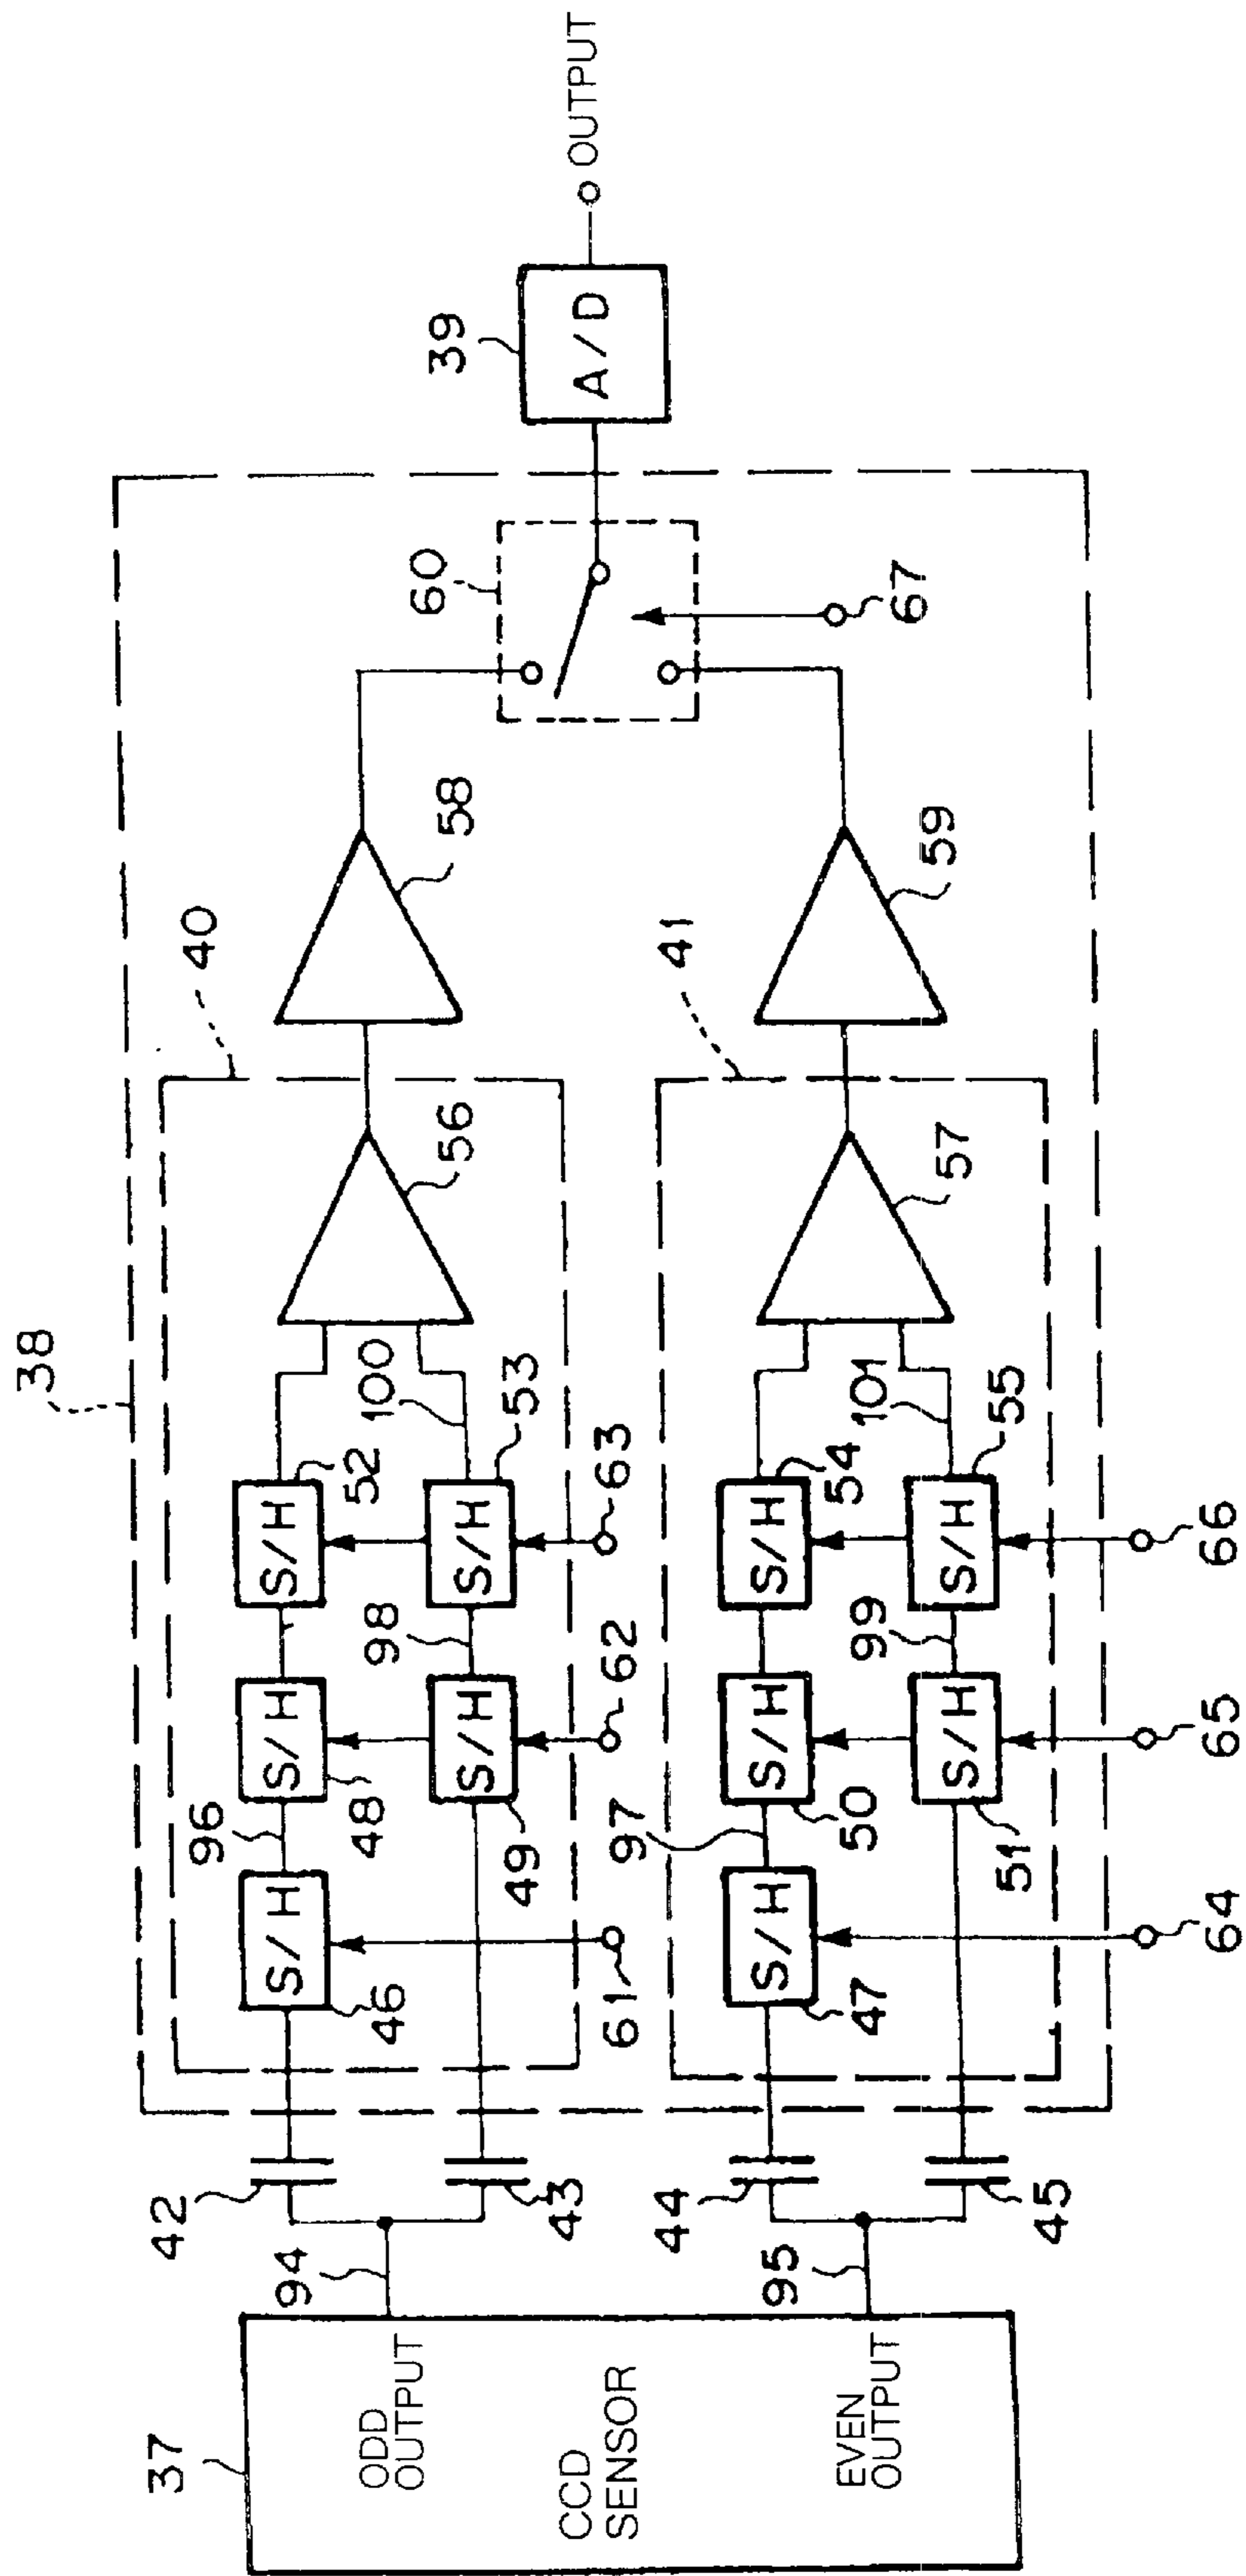 38
40
60
39
A/D
OUTPUT
58
56
52
100
53
63
S/H
S/H
98
62
S/H
S/H
96
48
49
S/H
46
61
42
43
94
37
ODD
OUTPUT
CCD
SENSOR
EVEN
OUTPUT
95
44
45
41
67
59
57
54
101
55
66
S/H
S/H
99
65
S/H
S/H
97
50
51
S/H
47
64